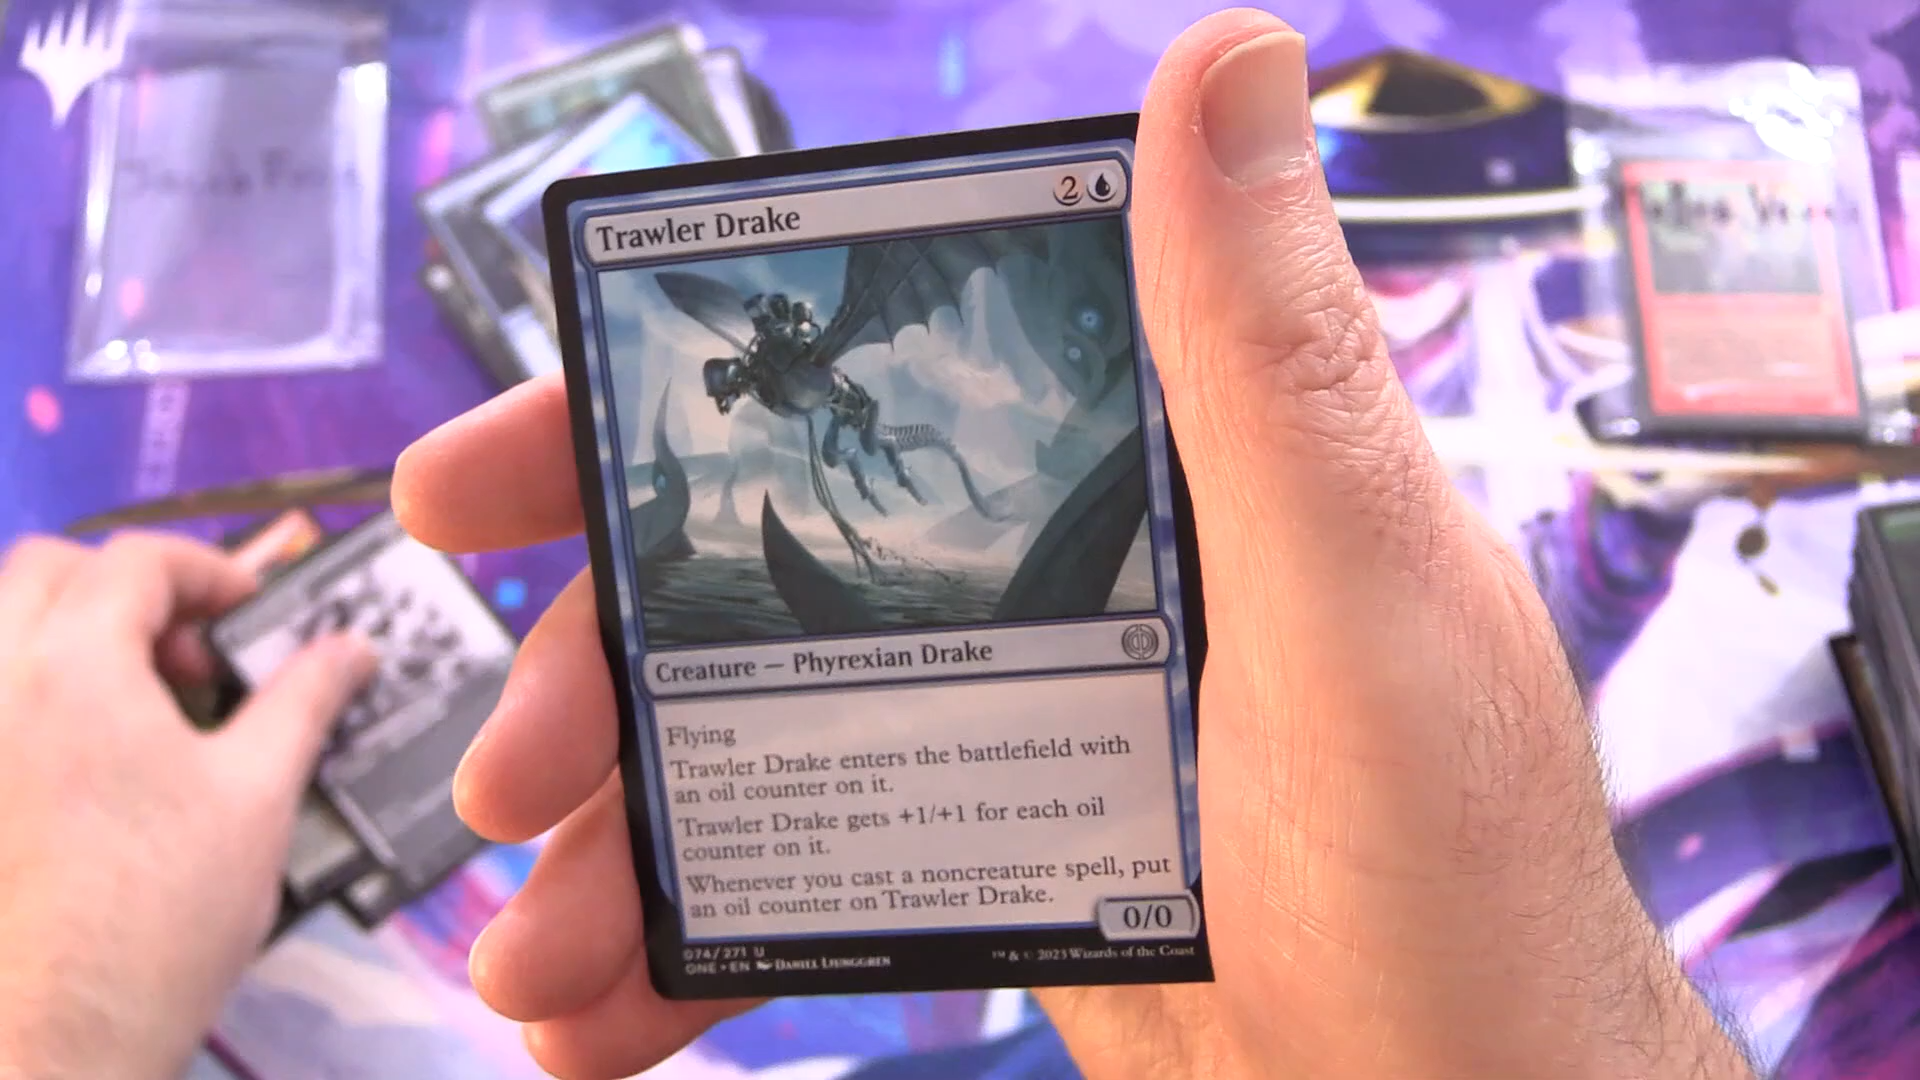 Trawler Drake
2
Creature — Phyrexian Drake
Flying
Trawler Drake enters the battlefield with
an oil counter on it.
Trawler Drake gets +1/+1 for each oil
counter on it.
Whenever you cast a noncreature spell, put
an oil counter on Trawler Drake.
0/0
074/271 U
ONE • EN DANIEL LJUNGGREN
™ & © 2023 Wizards of the Coast